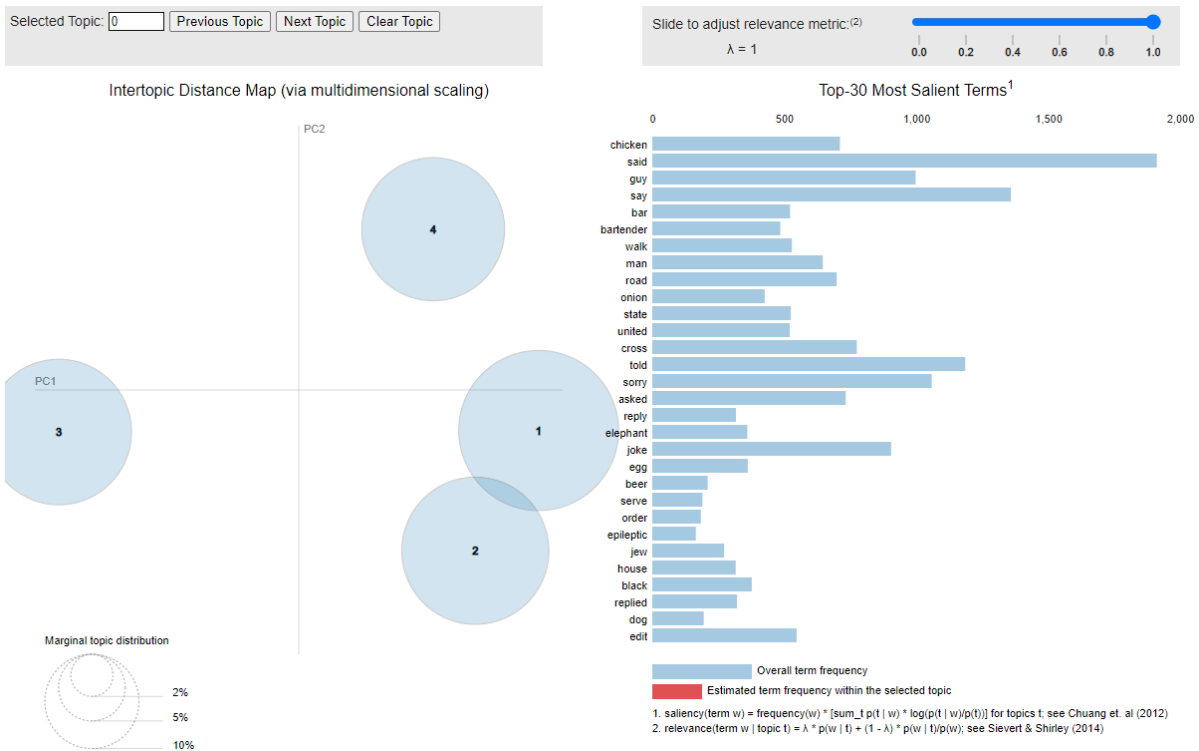 Selected Topic: 0 Previous Topic Next Topic Clear Topic
Slide to adjust relevance metric:(2)
λ = 1
0.0 0.2 0.4 0.6 0.8 1.0
Intertopic Distance Map (via multidimensional scaling)
PC2
PC1
4
3
1
2
Marginal topic distribution
2%
5%
10%
Top-30 Most Salient Terms1
0 500 1,000 1,500 2,000
chicken
said
guy
say
bar
bartender
walk
man
road
onion
state
united
cross
told
sorry
asked
reply
elephant
joke
egg
beer
serve
order
epileptic
jew
house
black
replied
dog
edit
Overall term frequency
Estimated term frequency within the selected topic
1. saliency(term w) = frequency(w) * [sum_t p(t | w) * log(p(t | w)/p(t))] for topics t; see Chuang et. al (2012)
2. relevance(term w | topic t) = λ * p(w | t) + (1 - λ) * p(w | t)/p(w); see Sievert & Shirley (2014)